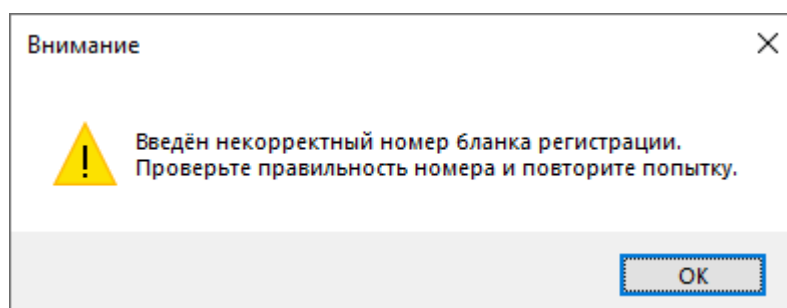 Внимание
Введён некорректный номер бланка регистрации.
Проверьте правильность номера и повторите попытку.
OK